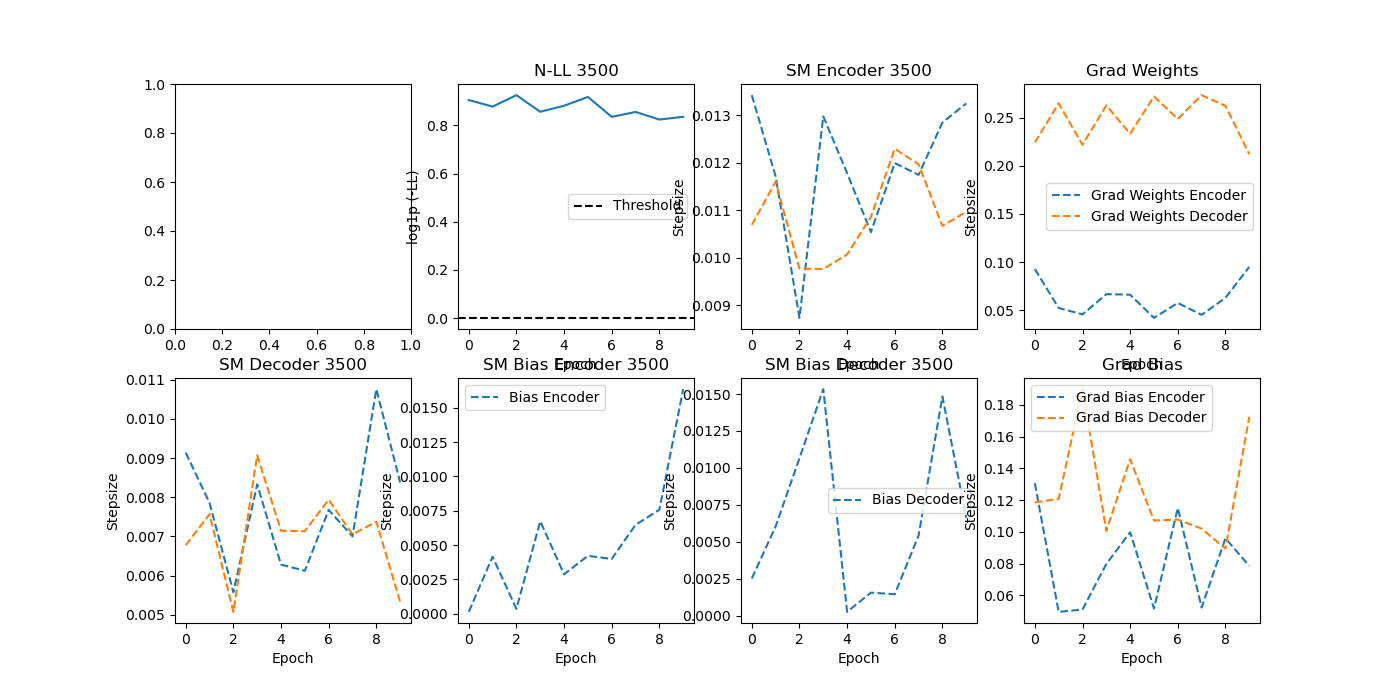 N-LL 3500
SM Encoder 3500
Grad Weights
1.0
0.8
0.6
0.4
0.2
0.0
0.0 0.2 0.4 0.6 0.8 1.0
log1p (-LL)
0.8
0.6
0.4
0.2
0.0
Threshold
0 2 4 6 8
Epoch
Stepsize
0.013
0.012
0.011
0.010
0.009
0 2 4 6 8
Epoch
Stepsize
0.25
0.20
0.15
0.10
0.05
Grad Weights Encoder
Grad Weights Decoder
0 2 4 6 8
Epoch
SM Decoder 3500
SM Bias Encoder 3500
SM Bias Decoder 3500
Grad Bias
Stepsize
0.011
0.010
0.009
0.008
0.007
0.006
0.005
0 2 4 6 8
Epoch
Stepsize
0.0150
0.0125
0.0100
0.0075
0.0050
0.0025
0.0000
Bias Encoder
0 2 4 6 8
Epoch
Stepsize
0.0150
0.0125
0.0100
0.0075
0.0050
0.0025
0.0000
Bias Decoder
0 2 4 6 8
Epoch
Stepsize
0.18
0.16
0.14
0.12
0.10
0.08
0.06
Grad Bias Encoder
Grad Bias Decoder
0 2 4 6 8
Epoch